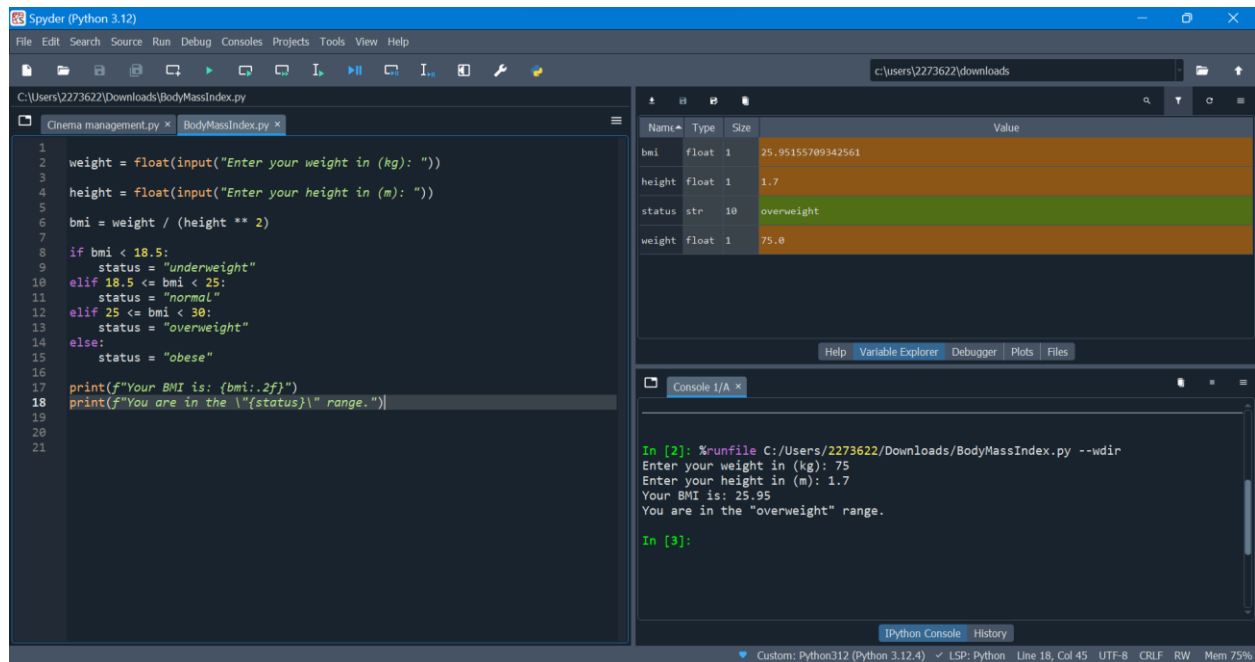 Spyder (Python 3.12)
File Edit Search Source Run Debug Consoles Projects Tools View Help
c:\users\2273622\downloads
C:\Users\2273622\Downloads\BodyMassIndex.py
Cinema management.py × BodyMassIndex.py ×
1
2 weight = float(input("Enter your weight in (kg): "))
3
4 height = float(input("Enter your height in (m): "))
5
6 bmi = weight / (height ** 2)
7
8 if bmi < 18.5:
9     status = "underweight"
10 elif 18.5 <= bmi < 25:
11     status = "normal"
12 elif 25 <= bmi < 30:
13     status = "overweight"
14 else:
15     status = "obese"
16
17 print(f"Your BMI is: {bmi:.2f}")
18 print(f"You are in the \"{status}\" range.")
19
20
21
Name Type Size Value
bmi float 1 25.95155709342561
height float 1 1.7
status str 10 overweight
weight float 1 75.0
Help Variable Explorer Debugger Plots Files
Console 1/A ×
In [2]: %runfile C:/Users/2273622/Downloads/BodyMassIndex.py --wdir
Enter your weight in (kg): 75
Enter your height in (m): 1.7
Your BMI is: 25.95
You are in the "overweight" range.
In [3]:
IPython Console History
Custom: Python312 (Python 3.12.4) ✓ LSP: Python Line 18, Col 45 UTF-8 CRLF RW Mem 75%